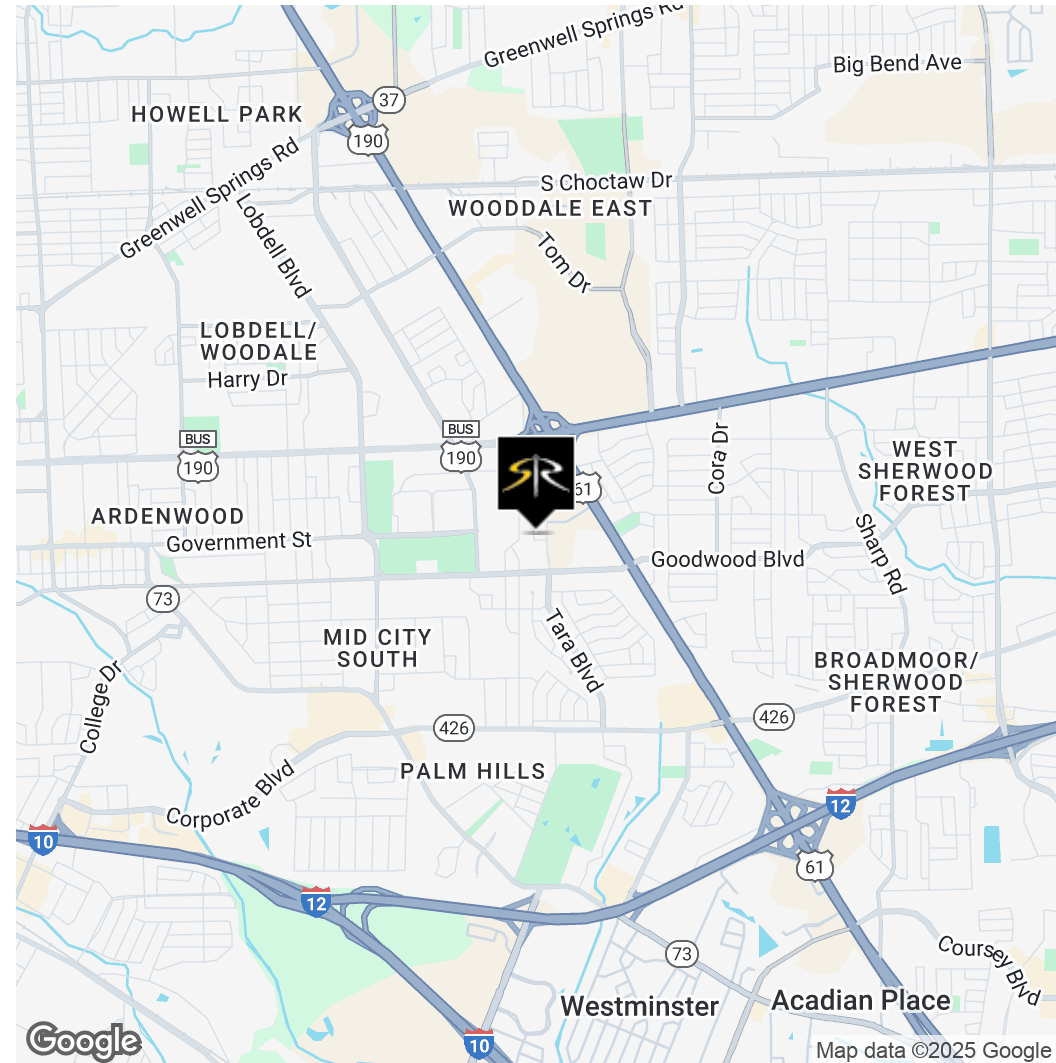 Greenwell Springs Rd
Big Bend Ave
37
HOWELL PARK
190
Greenwell Springs Rd
S Choctaw Dr
WOODDALE EAST
Lobdell Blvd
Tom Dr
LOBDELL/
WOODALE
Harry Dr
BUS
190
BUS
190
Cora Dr
WEST
SHERWOOD
FOREST
SR
61
ARDENWOOD
Government St
Sharp Rd
Goodwood Blvd
73
Tara Blvd
MID CITY
SOUTH
BROADMOOR/
SHERWOOD
FOREST
College Dr
426
426
PALM HILLS
Corporate Blvd
12
10
61
12
73
Coursey Blvd
Westminster
Acadian Place
10
Google
Map data ©2025 Google